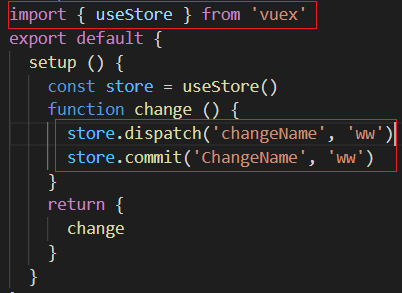 import { useStore } from 'vuex'
export default {
  setup () {
    const store = useStore()
    function change () {
      store.dispatch('changeName', 'ww')
      store.commit('ChangeName', 'ww')
    }
    return {
      change
    }
  }